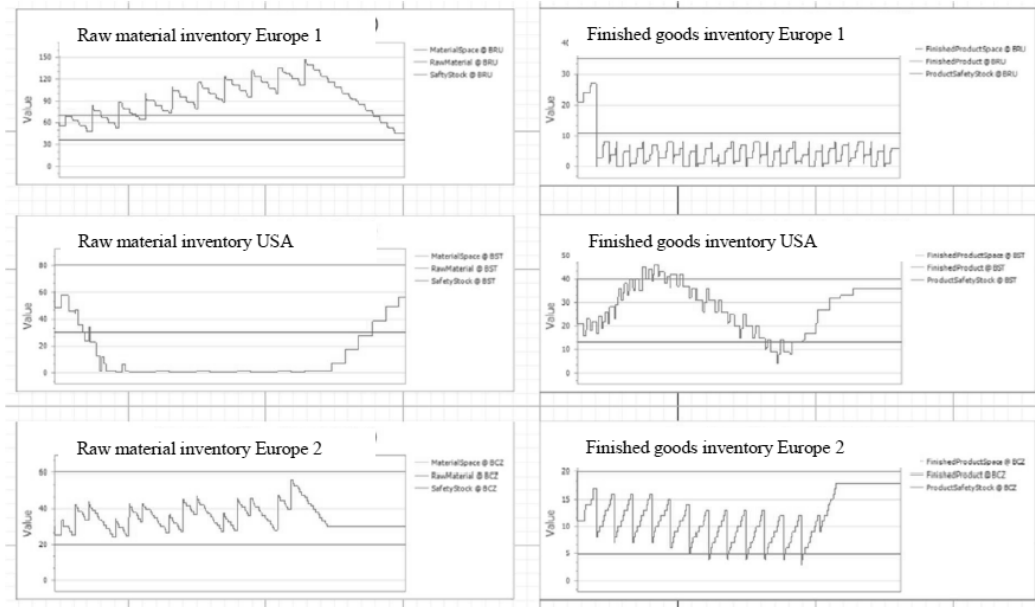 Raw material inventory Europe 1
Value
150
120
90
60
30
0
MaterialSpace @ BRU
RawMaterial @ BRU
SaftyStock @ BRU
Finished goods inventory Europe 1
Value
40
30
20
10
0
FinishedProductSpace @ BRU
FinishedProduct @ BRU
ProductSafetyStock @ BRU
Raw material inventory USA
Value
80
60
40
20
0
MaterialSpace @ BST
RawMaterial @ BST
SafetyStock @ BST
Finished goods inventory USA
Value
50
40
30
20
10
0
FinishedProductSpace @ BST
FinishedProduct @ BST
ProductSafetyStock @ BST
Raw material inventory Europe 2
Value
60
40
20
0
MaterialSpace @ BCZ
RawMaterial @ BCZ
SafetyStock @ BCZ
Finished goods inventory Europe 2
Value
20
15
10
5
0
FinishedProductSpace @ BCZ
FinishedProduct @ BCZ
ProductSafetyStock @ BCZ